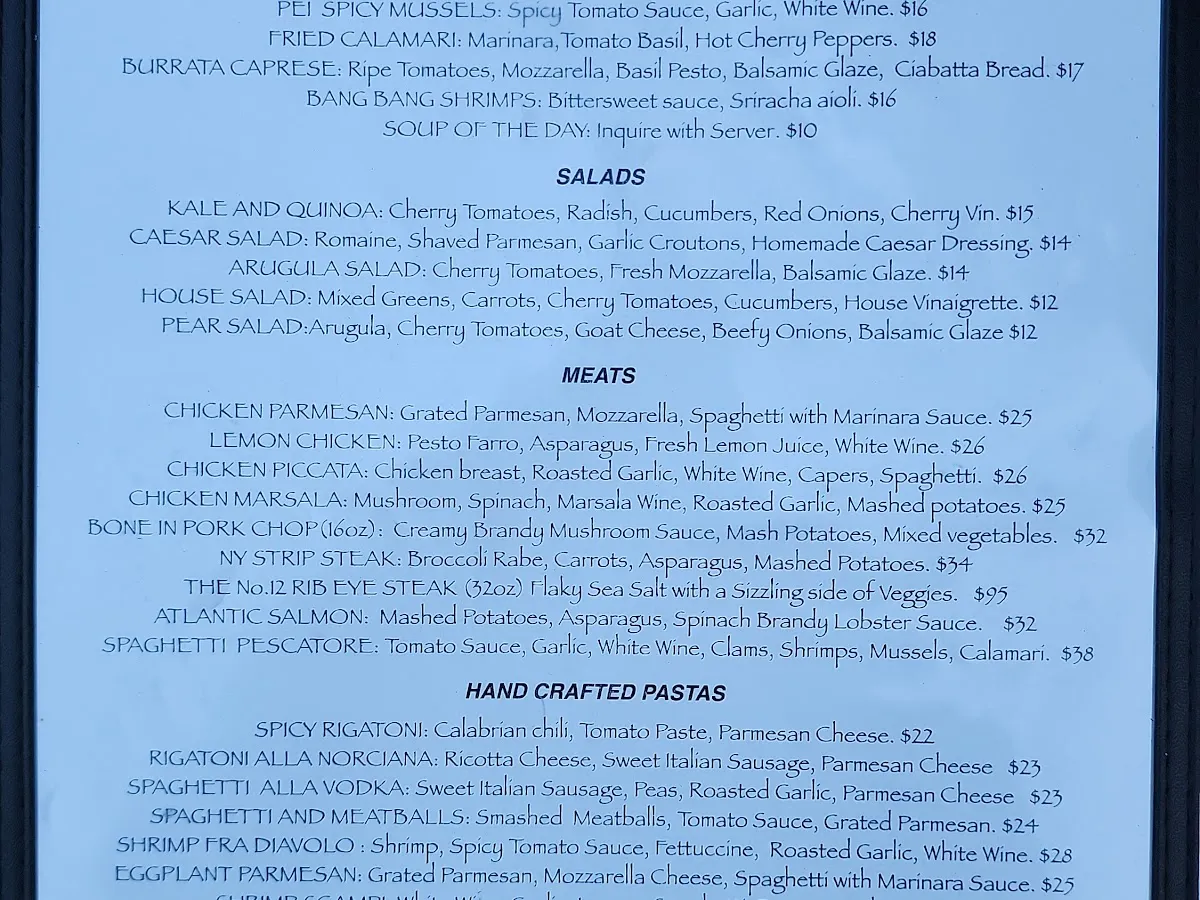 PEI SPICY MUSSELS: Spicy Tomato Sauce, Garlic, White Wine. $16
FRIED CALAMARI: Marinara, Tomato Basil, Hot Cherry Peppers. $18
BURRATA CAPRESE: Ripe Tomatoes, Mozzarella, Basil Pesto, Balsamic Glaze, Ciabatta Bread. $17
BANG BANG SHRIMPS: Bittersweet sauce, Sriracha aioli. $16
SOUP OF THE DAY: Inquire with Server. $10
SALADS
KALE AND QUINOA: Cherry Tomatoes, Radish, Cucumbers, Red Onions, Cherry Vin. $15
CAESAR SALAD: Romaine, Shaved Parmesan, Garlic Croutons, Homemade Caesar Dressing. $14
ARUGULA SALAD: Cherry Tomatoes, Fresh Mozzarella, Balsamic Glaze. $14
HOUSE SALAD: Mixed Greens, Carrots, Cherry Tomatoes, Cucumbers, House Vinaigrette. $12
PEAR SALAD:Arugula, Cherry Tomatoes, Goat Cheese, Beefy Onions, Balsamic Glaze $12
MEATS
CHICKEN PARMESAN: Grated Parmesan, Mozzarella, Spaghetti with Marinara Sauce. $25
LEMON CHICKEN: Pesto Farro, Asparagus, Fresh Lemon Juice, White Wine. $26
CHICKEN PICCATA: Chicken breast, Roasted Garlic, White Wine, Capers, Spaghetti. $26
CHICKEN MARSALA: Mushroom, Spinach, Marsala Wine, Roasted Garlic, Mashed potatoes. $25
BONE IN PORK CHOP(16oz): Creamy Brandy Mushroom Sauce, Mash Potatoes, Mixed vegetables. $32
NY STRIP STEAK: Broccoli Rabe, Carrots, Asparagus, Mashed Potatoes. $34
THE No.12 RIB EYE STEAK (32oz) Flaky Sea Salt with a Sizzling side of Veggies. $95
ATLANTIC SALMON: Mashed Potatoes, Asparagus, Spinach Brandy Lobster Sauce. $32
SPAGHETTI PESCATORE: Tomato Sauce, Garlic, White Wine, Clams, Shrimps, Mussels, Calamari. $38
HAND CRAFTED PASTAS
SPICY RIGATONI: Calabrian chili, Tomato Paste, Parmesan Cheese. $22
RIGATONI ALLA NORCIANA: Ricotta Cheese, Sweet Italian Sausage, Parmesan Cheese $23
SPAGHETTI ALLA VODKA: Sweet Italian Sausage, Peas, Roasted Garlic, Parmesan Cheese $23
SPAGHETTI AND MEATBALLS: Smashed Meatballs, Tomato Sauce, Grated Parmesan. $24
SHRIMP FRA DIAVOLO : Shrimp, Spicy Tomato Sauce, Fettuccine, Roasted Garlic, White Wine. $28
EGGPLANT PARMESAN: Grated Parmesan, Mozzarella Cheese, Spaghetti with Marinara Sauce. $25